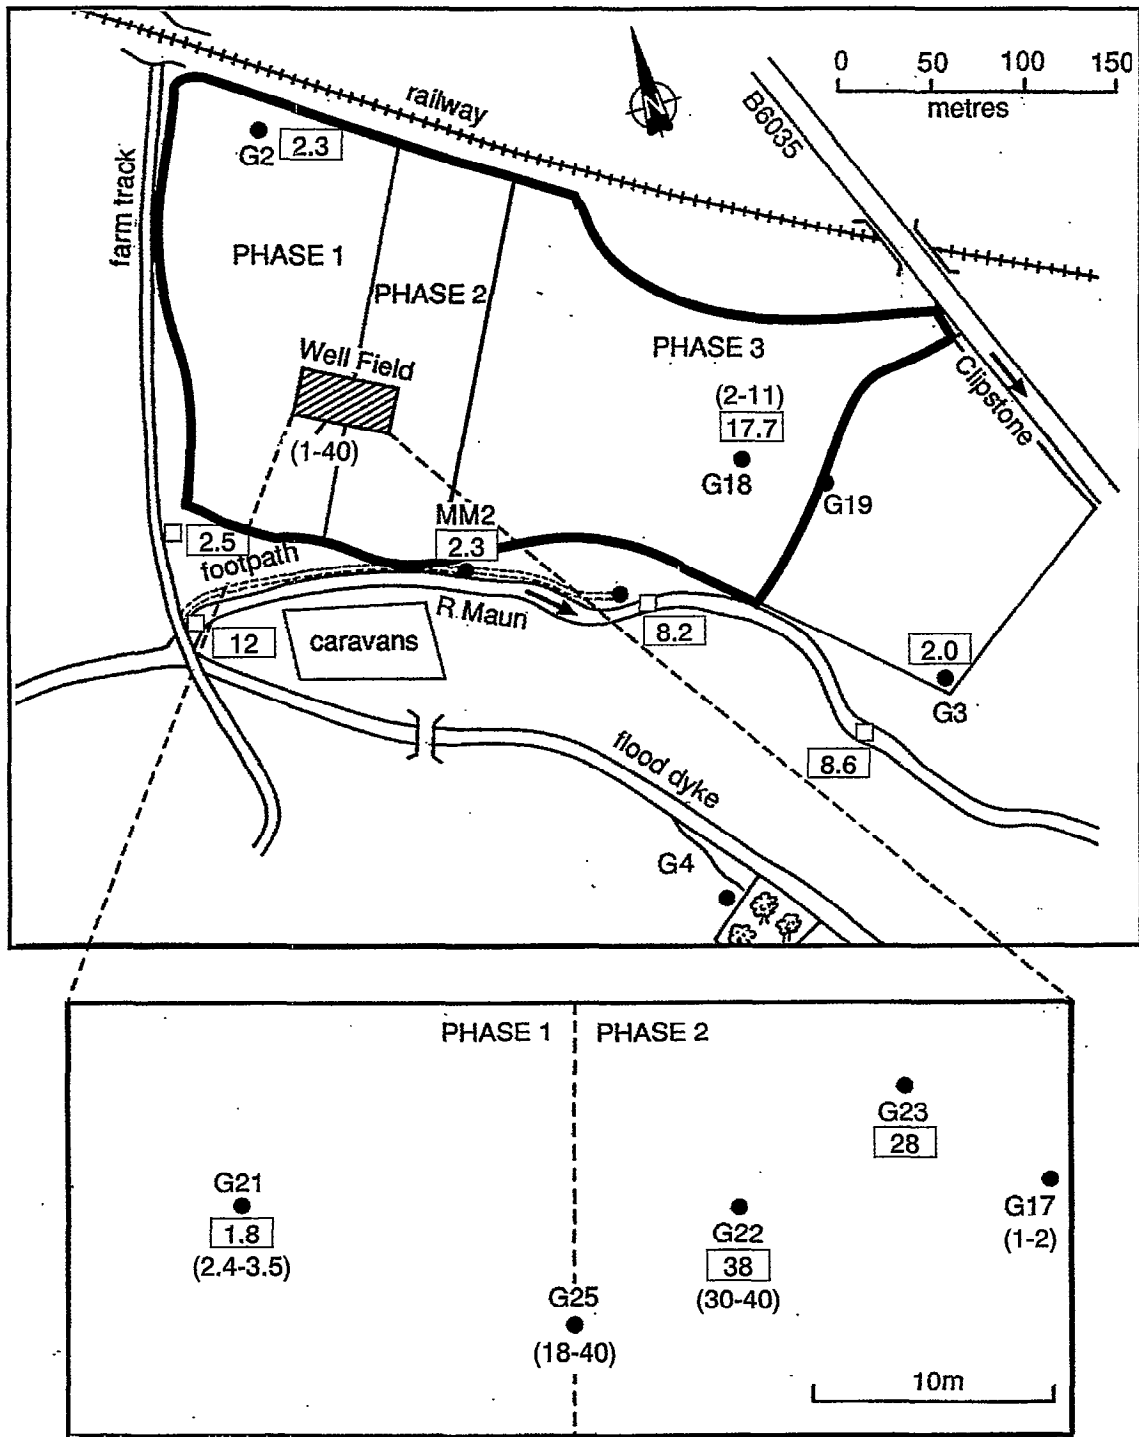 0 50 100 150
metres
railway
B6035
N
G2 2.3
farm track
PHASE 1
PHASE 2
PHASE 3
Well Field
(1-40)
(2-11)
17.7
G18
G19
Clipstone
MM2
2.3
2.5
footpath
R.Maun
12
caravans
8.2
2.0
G3
8.6
flood dyke
G4
PHASE 1 PHASE 2
G23
28
G21
1.8
(2.4-3.5)
G22
38
(30-40)
G17
(1-2)
G25
(18-40)
10m